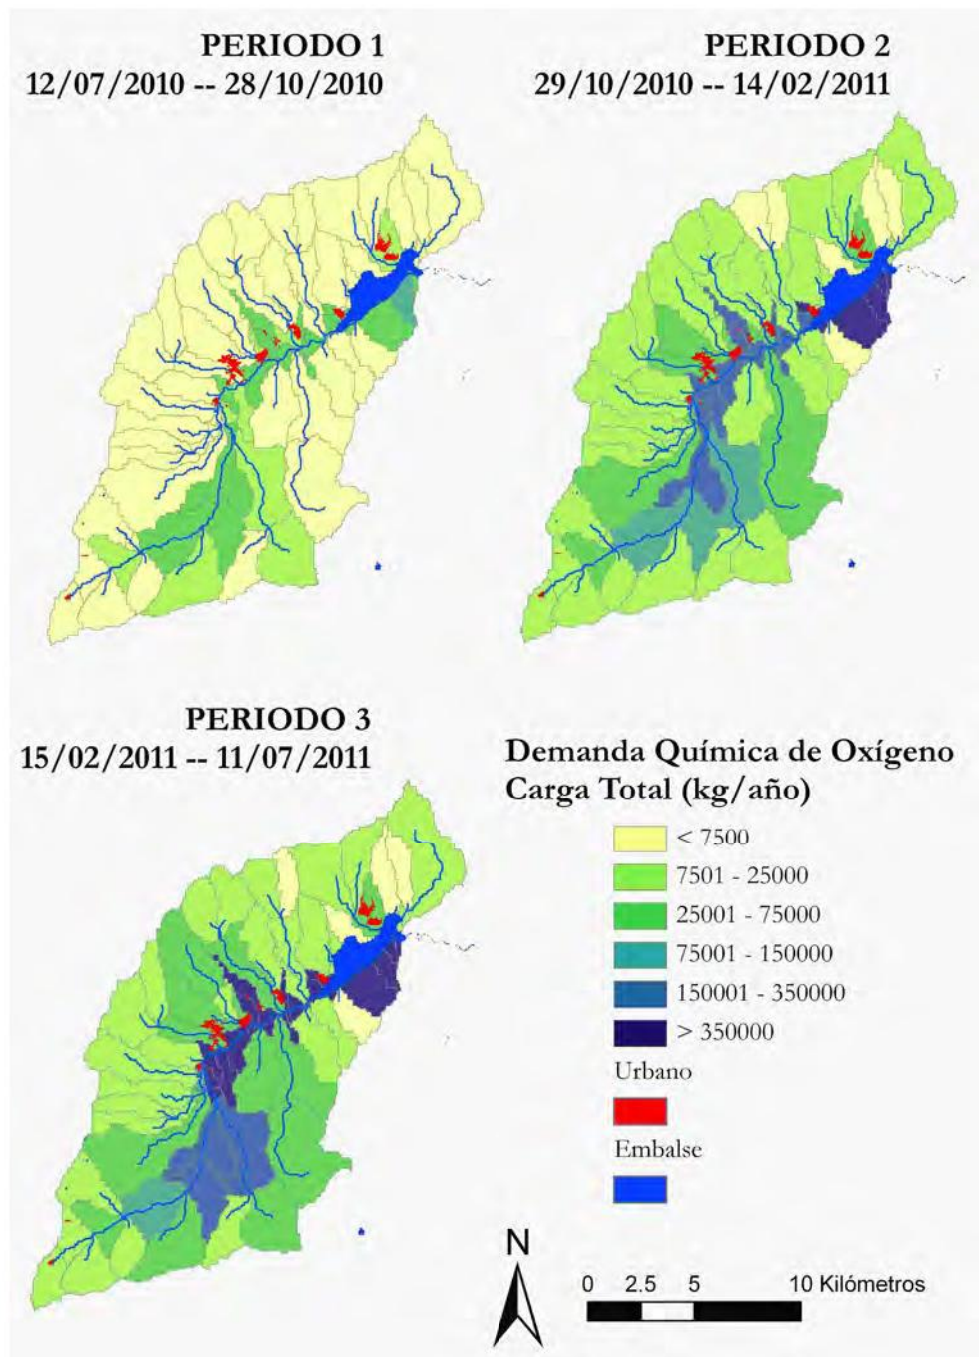 PERIODO 1
12/07/2010 -- 28/10/2010
PERIODO 2
29/10/2010 -- 14/02/2011
PERIODO 3
15/02/2011 -- 11/07/2011
Demanda Química de Oxígeno
Carga Total (kg/año)
< 7500
7501 - 25000
25001 - 75000
75001 - 150000
150001 - 350000
> 350000
Urbano
Embalse
N
0 2.5 5 10 Kilómetros